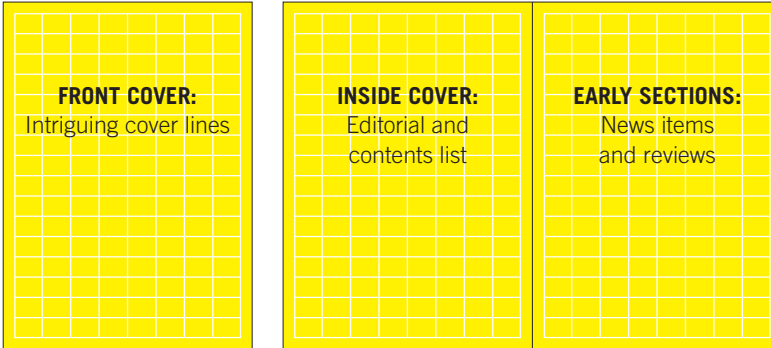 FRONT COVER:
Intriguing cover lines
INSIDE COVER:
Editorial and
contents list
EARLY SECTIONS:
News items
and reviews